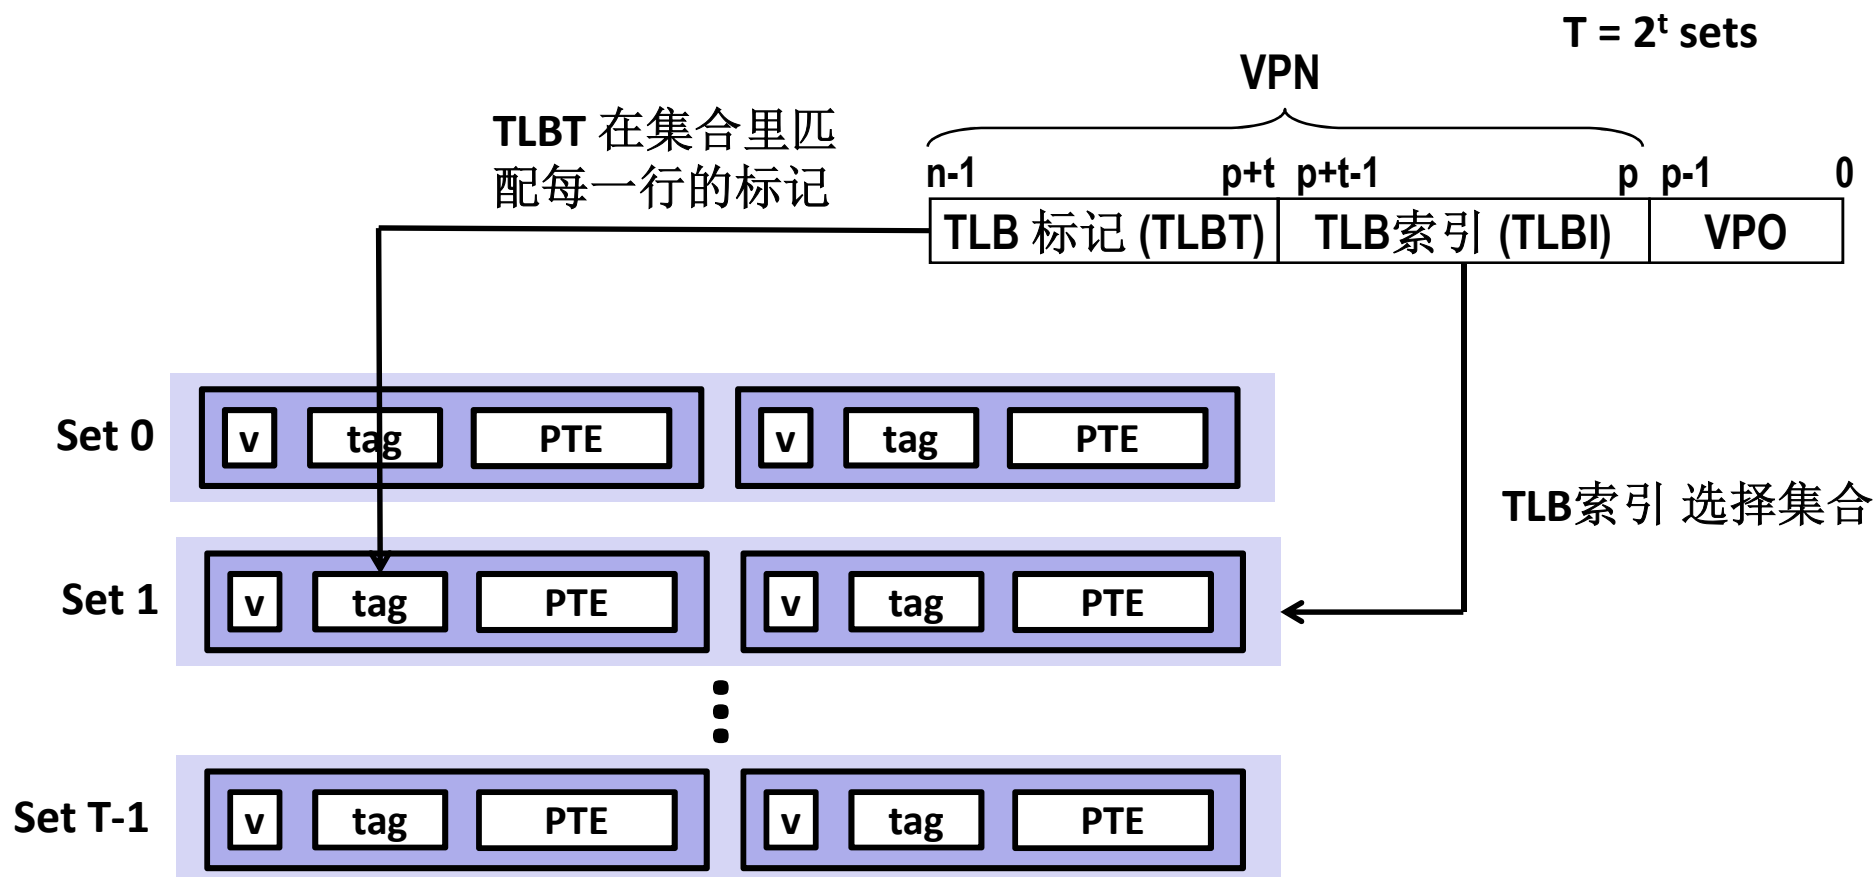 T = 2^t sets
VPN
TLBT 在集合里匹
配每一行的标记
n-1 p+t p+t-1 p p-1 0
TLB 标记 (TLBT) TLB索引 (TLBI) VPO
Set 0 v tag PTE v tag PTE
TLB索引 选择集合
Set 1 v tag PTE v tag PTE
Set T-1 v tag PTE v tag PTE